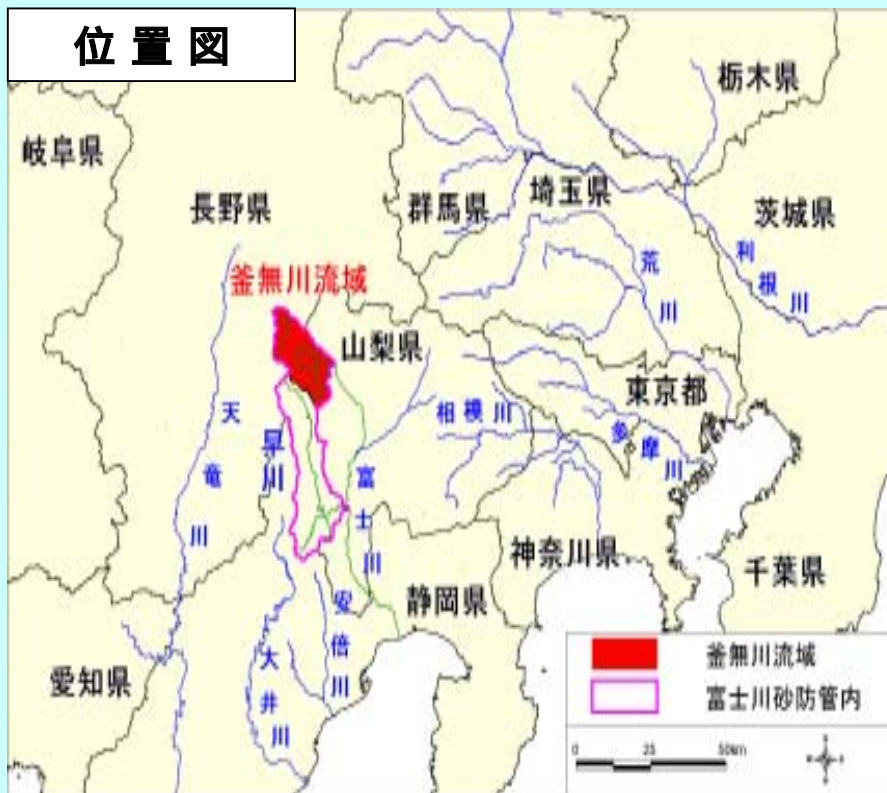 位置図
栃木県
岐阜県
長野県
群馬県
埼玉県
茨城県
荒川
利根川
釜無川流域
山梨県
東京都
相模川
多摩川
天竜川
早川
富士川
神奈川県
千葉県
静岡県
安倍川
大井川
愛知県
釜無川流域
富士川砂防管内
0 25 50km